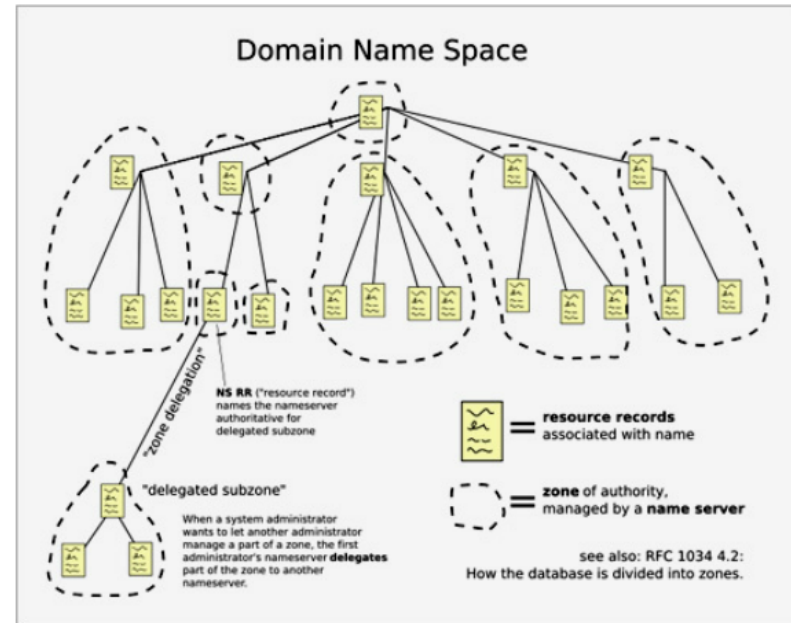 Domain Name Space
"zone delegation"
NS RR ("resource record")
names the nameserver
authoritative for
delegated subzone
resource records
associated with name
"delegated subzone"
When a system administrator
wants to let another administrator
manage a part of a zone, the first
administrator's nameserver delegates
part of the zone to another
nameserver.
zone of authority,
managed by a name server
see also: RFC 1034 4.2:
How the database is divided into zones.